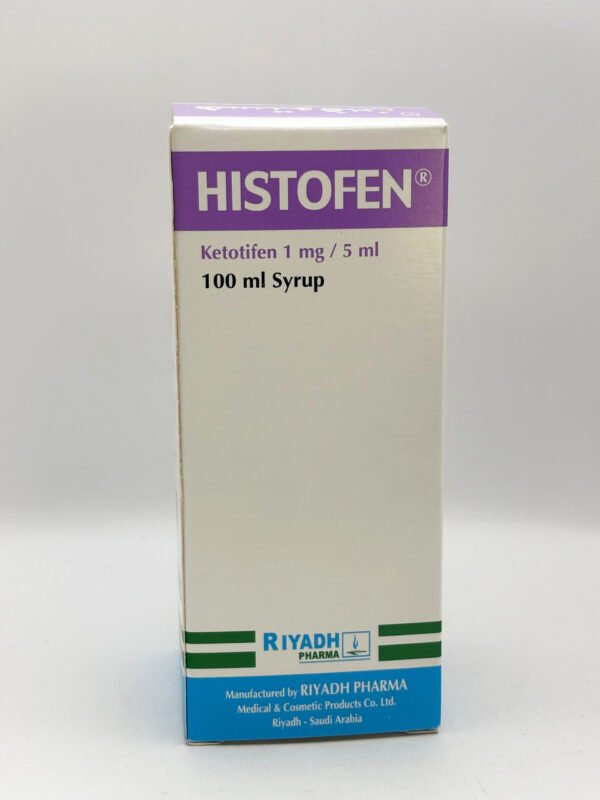 HISTOFEN®
Ketotifen 1 mg / 5 ml
100 ml Syrup
RIYADH
PHARMA
Manufactured by RIYADH PHARMA
Medical & Cosmetic Products Co. Ltd.
Riyadh - Saudi Arabia